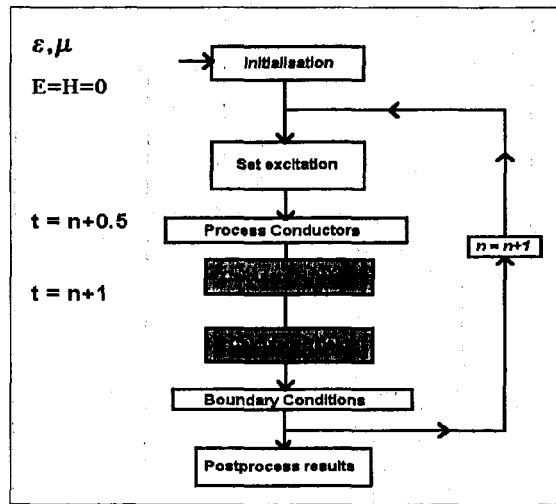 ε,μ
Initialisation
E=H=0
Set excitation
t = n+0.5
Process Conductors
n = n+1
t = n+1
Boundary Conditions
Postprocess results